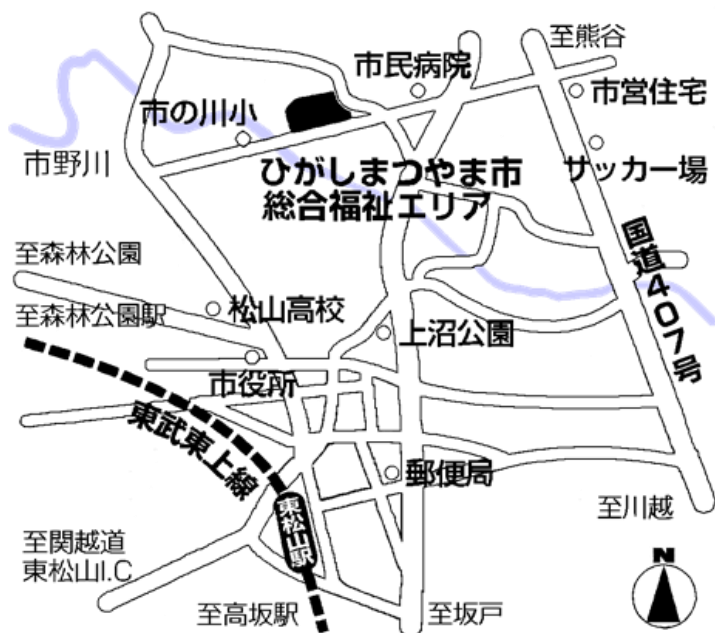 至熊谷
市民病院
市営住宅
市の川小
サッカー場
市野川
ひがしまつやま市
総合福祉エリア
国道407号
至森林公園
松山高校
至森林公園駅
上沼公園
市役所
東武東上線
郵便局
至川越
東松山駅
至関越道
東松山I.C
至高坂駅
至坂戸
N